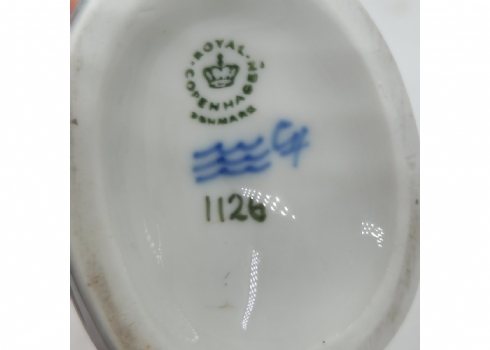 ROYAL
COPENHAGEN
DENMARK
1126